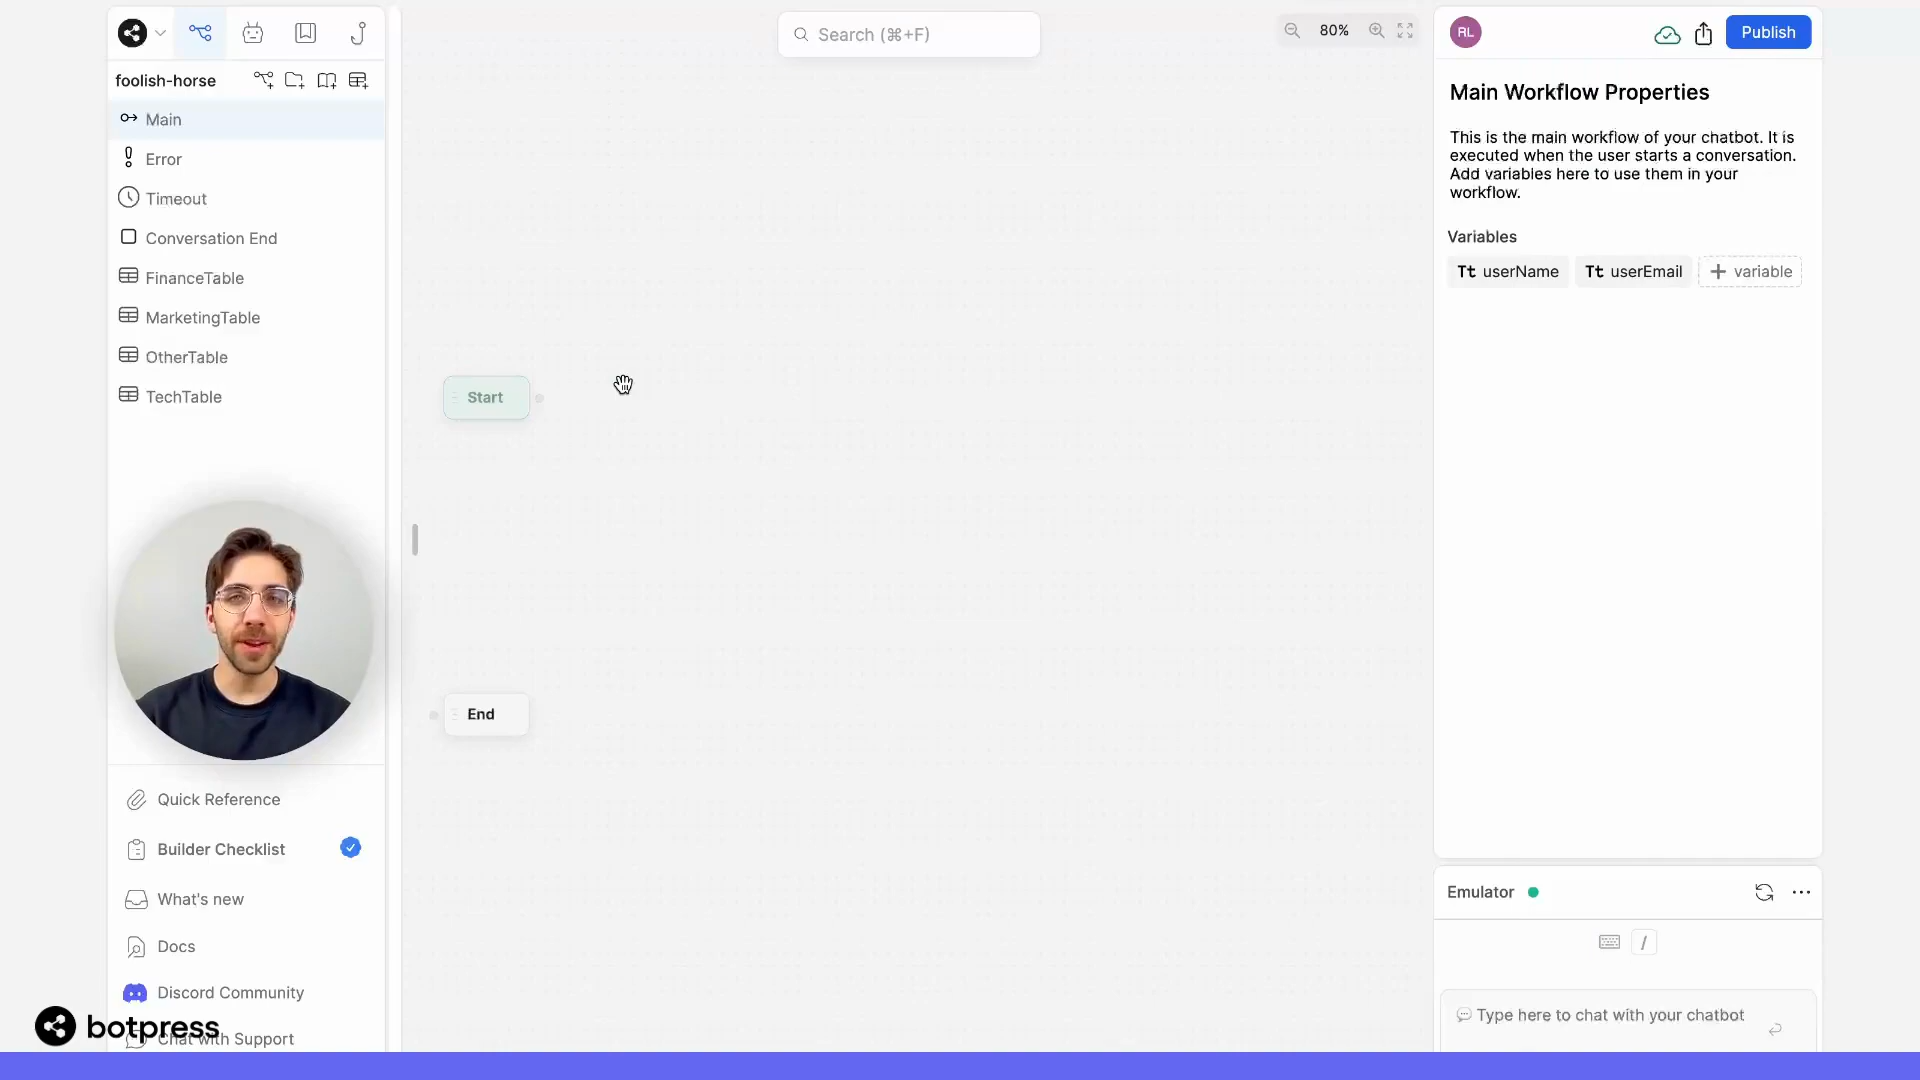 foolish-horse
Main
Error
Timeout
Conversation End
FinanceTable
MarketingTable
OtherTable
TechTable
Quick Reference
Builder Checklist
What's new
Docs
Discord Community
Chat with Support
botpress
Search (⌘+F)
80%
Start
End
RL
Publish
Main Workflow Properties
This is the main workflow of your chatbot. It is
executed when the user starts a conversation.
Add variables here to use them in your
workflow.
Variables
Tt userName Tt userEmail + variable
Emulator
/
Type here to chat with your chatbot